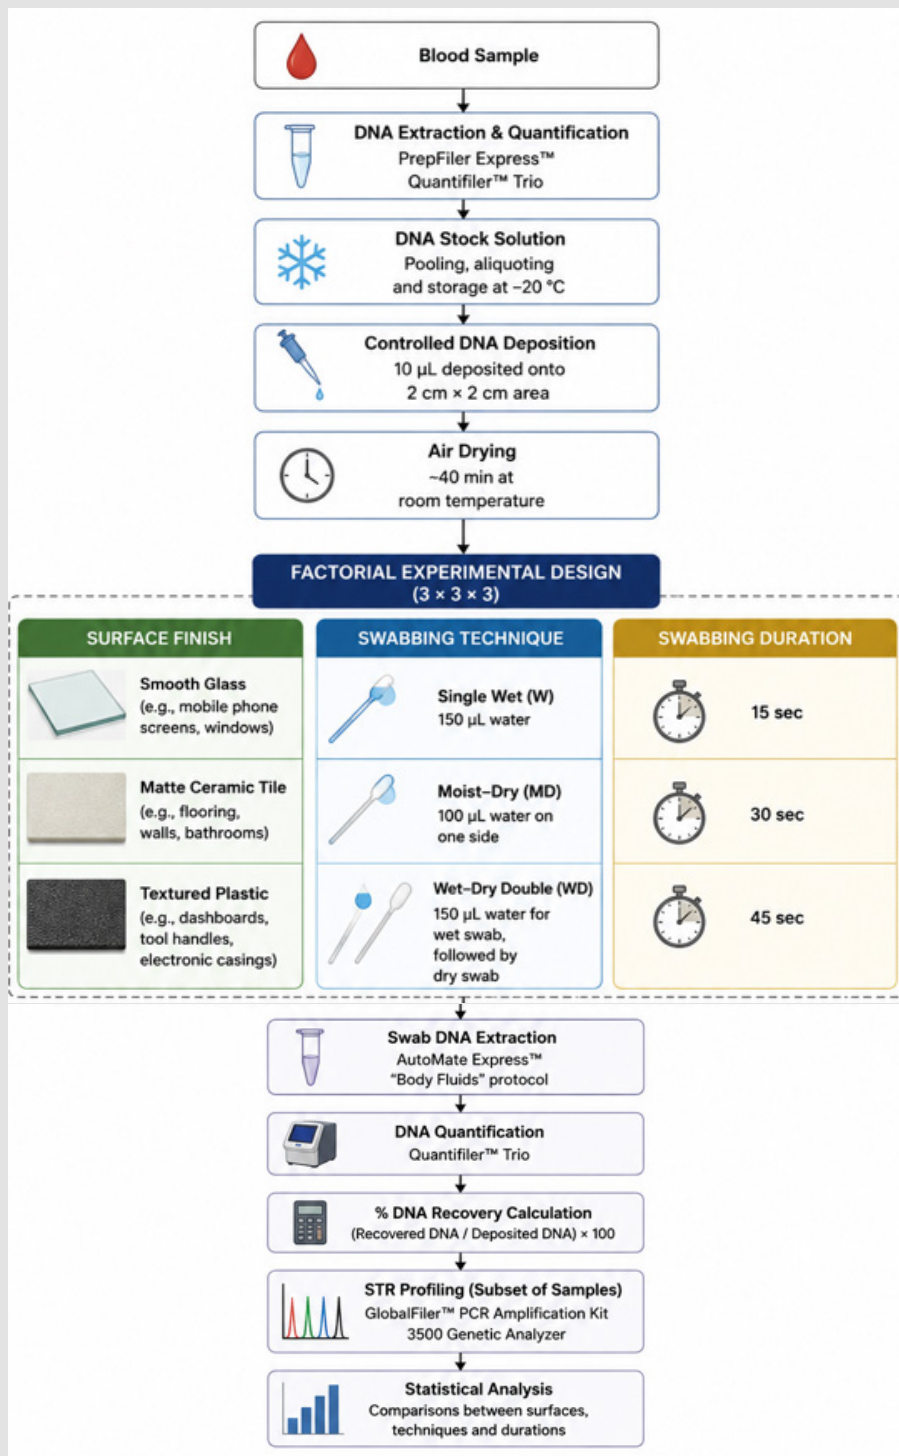 Blood Sample
DNA Extraction & Quantification
PrepFiler Express™
Quantifiler™ Trio
DNA Stock Solution
Pooling, aliquoting
and storage at –20 °C
Controlled DNA Deposition
10 µL deposited onto
2 cm × 2 cm area
Air Drying
~40 min at
room temperature
FACTORIAL EXPERIMENTAL DESIGN
(3 × 3 × 3)
SURFACE FINISH
Smooth Glass
(e.g., mobile phone
screens, windows)
Matte Ceramic Tile
(e.g., flooring,
walls, bathrooms)
Textured Plastic
(e.g., dashboards,
tool handles,
electronic casings)
SWABBING TECHNIQUE
Single Wet (W)
150 µL water
Moist–Dry (MD)
100 µL water on
one side
Wet–Dry Double (WD)
150 µL water for
wet swab,
followed by
dry swab
SWABBING DURATION
15 sec
30 sec
45 sec
Swab DNA Extraction
AutoMate Express™
“Body Fluids” protocol
DNA Quantification
Quantifiler™ Trio
% DNA Recovery Calculation
(Recovered DNA / Deposited DNA) × 100
STR Profiling (Subset of Samples)
GlobalFiler™ PCR Amplification Kit
3500 Genetic Analyzer
Statistical Analysis
Comparisons between surfaces,
techniques and durations